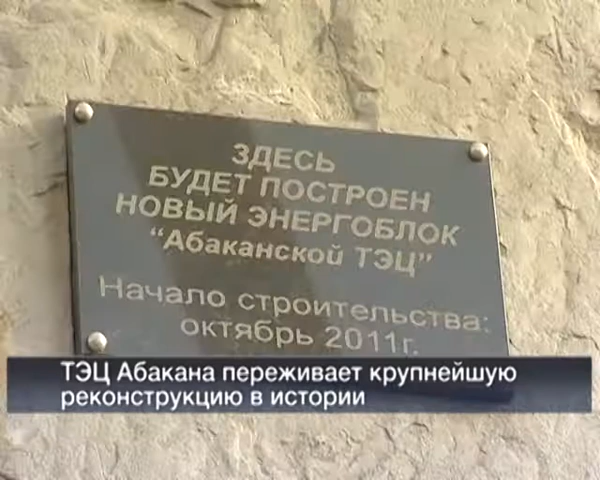 ЗДЕСЬ
БУДЕТ ПОСТРОЕН
НОВЫЙ ЭНЕРГОБЛОК
“Абаканской ТЭЦ”
Начало строительства:
октябрь 2011г.
ТЭЦ Абакана переживает крупнейшую
реконструкцию в истории